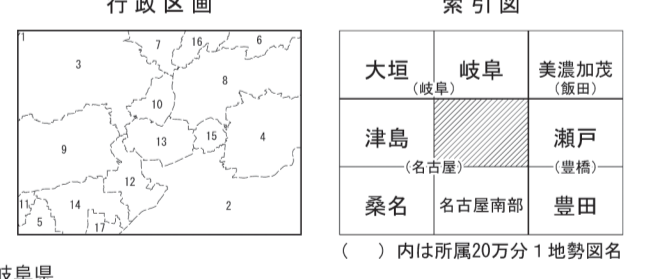 行政区画
索引図
1
7
16
6
3
8
10
13
15
4
9
12
11
14
5
17
2
大垣
岐阜
美濃加茂
(岐阜)
(飯田)
津島
瀬戸
(名古屋)
(豊橋)
桑名
名古屋南部
豊田
(　)内は所属20万分1地勢図名
岐阜県